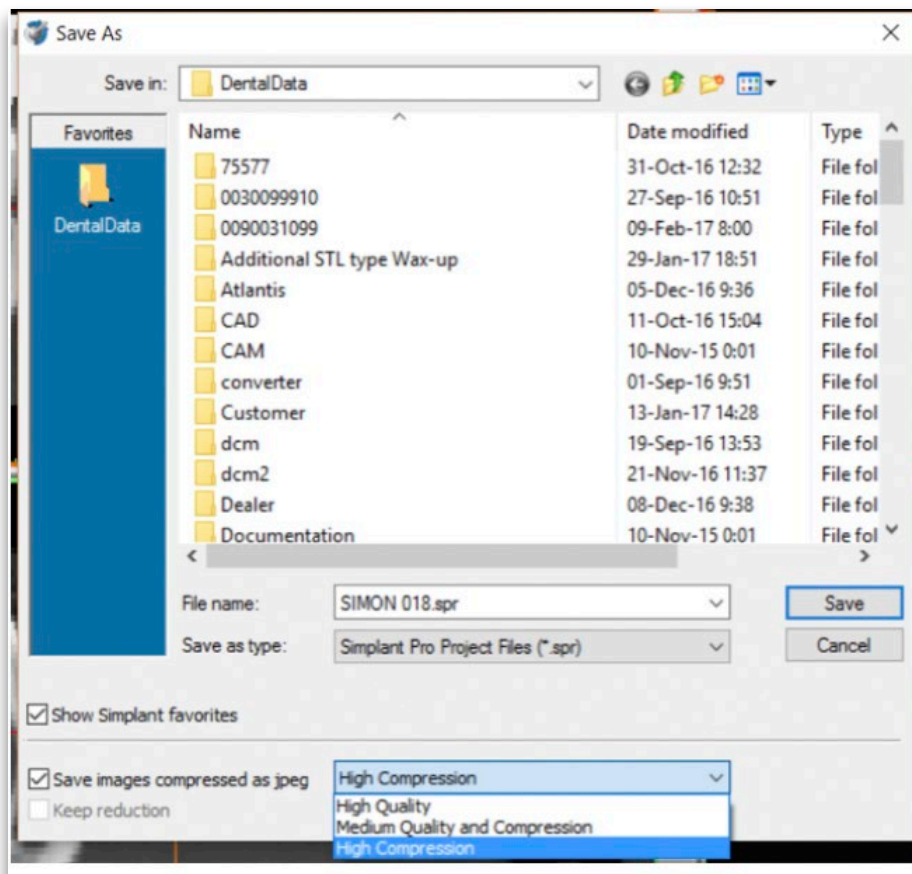 Save As
Save in: DentalData
Favorites
DentalData
Name Date modified Type
75577 31-Oct-16 12:32 File fol
0030099910 27-Sep-16 10:51 File fol
0090031099 09-Feb-17 8:00 File fol
Additional STL type Wax-up 29-Jan-17 18:51 File fol
Atlantis 05-Dec-16 9:36 File fol
CAD 11-Oct-16 15:04 File fol
CAM 10-Nov-15 0:01 File fol
converter 01-Sep-16 9:51 File fol
Customer 13-Jan-17 14:28 File fol
dcm 19-Sep-16 13:53 File fol
dcm2 21-Nov-16 11:37 File fol
Dealer 08-Dec-16 9:38 File fol
Documentation 10-Nov-15 0:01 File fol
File name: SIMON 018.spr Save
Save as type: Simplant Pro Project Files (*.spr) Cancel
Show Simplant favorites
Save images compressed as jpeg High Compression
Keep reduction
High Quality
Medium Quality and Compression
High Compression